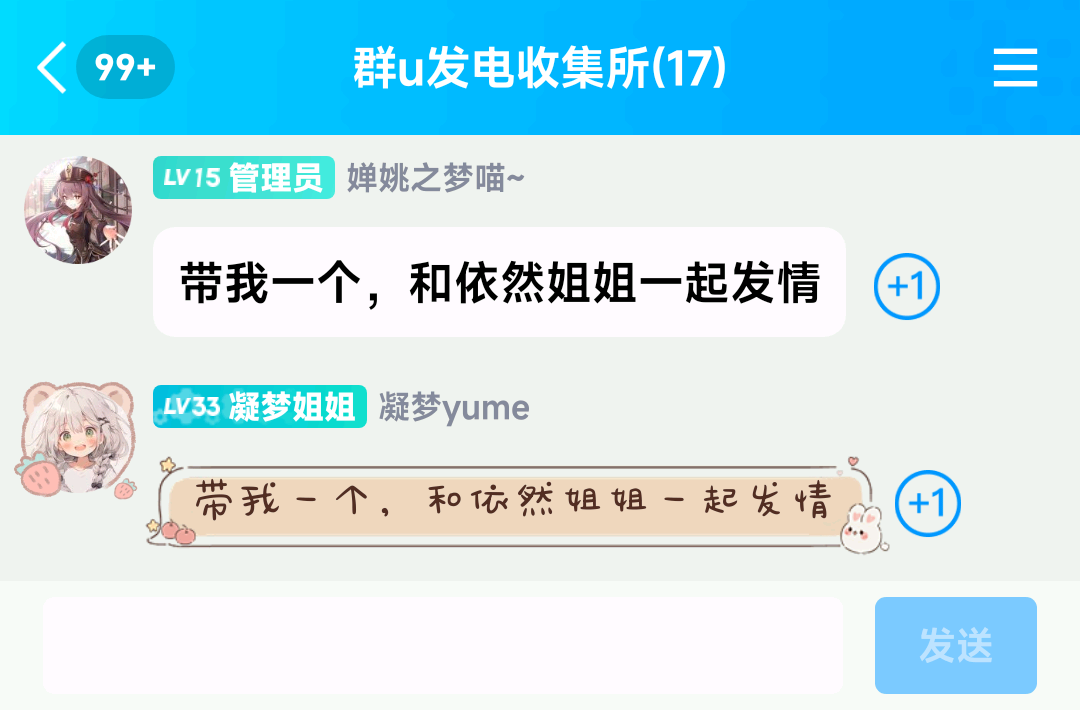 99+
群u发电收集所(17)
LV15 管理员 婵姚之梦喵~
带我一个，和依然姐姐一起发情
+1
LV33 凝梦姐姐 凝梦yume
带我一个，和依然姐姐一起发情
+1
发送